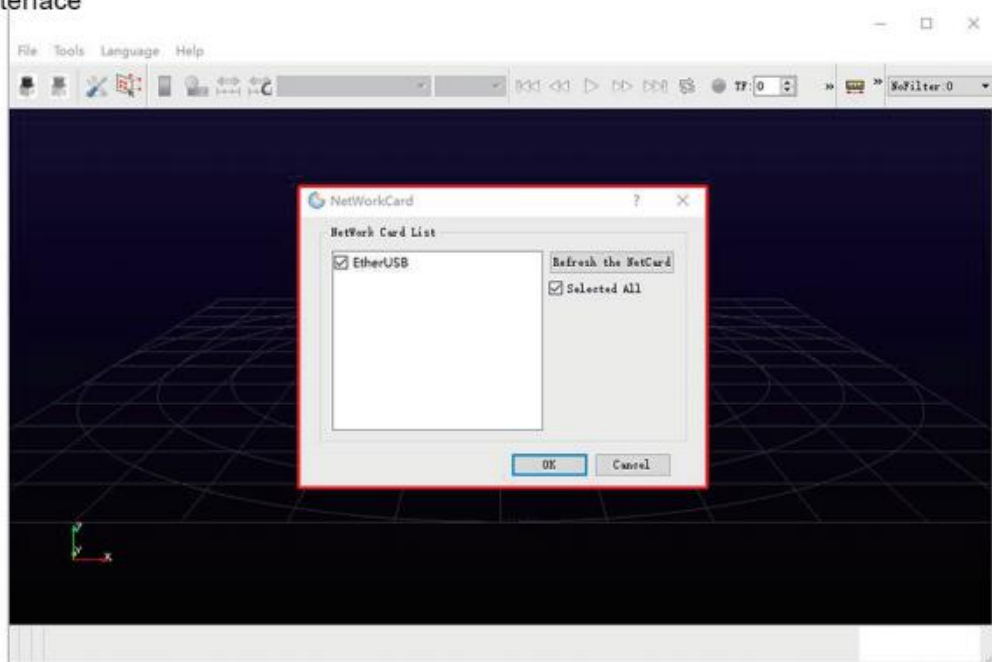 terface
File Tools Language Help
TF: 0 » » NoFilter:0
NetWorkCard ? ×
NetWork Card List
EtherUSB
Refresh the NetCard
Selected All
OK Cancel
Y X